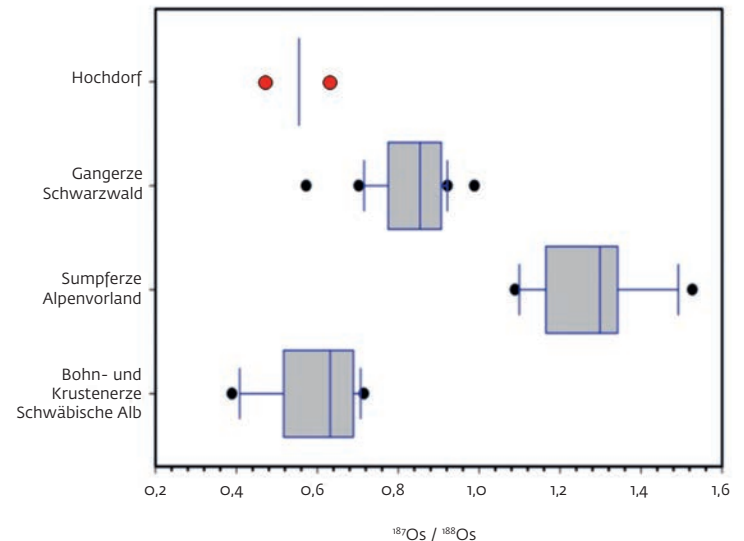 Hochdorf
Gangerze
Schwarzwald
Sumpferze
Alpenvorland
Bohn- und
Krustenerze
Schwäbische Alb
0,2 0,4 0,6 0,8 1,0 1,2 1,4 1,6
¹⁸⁷Os / ¹⁸⁸Os